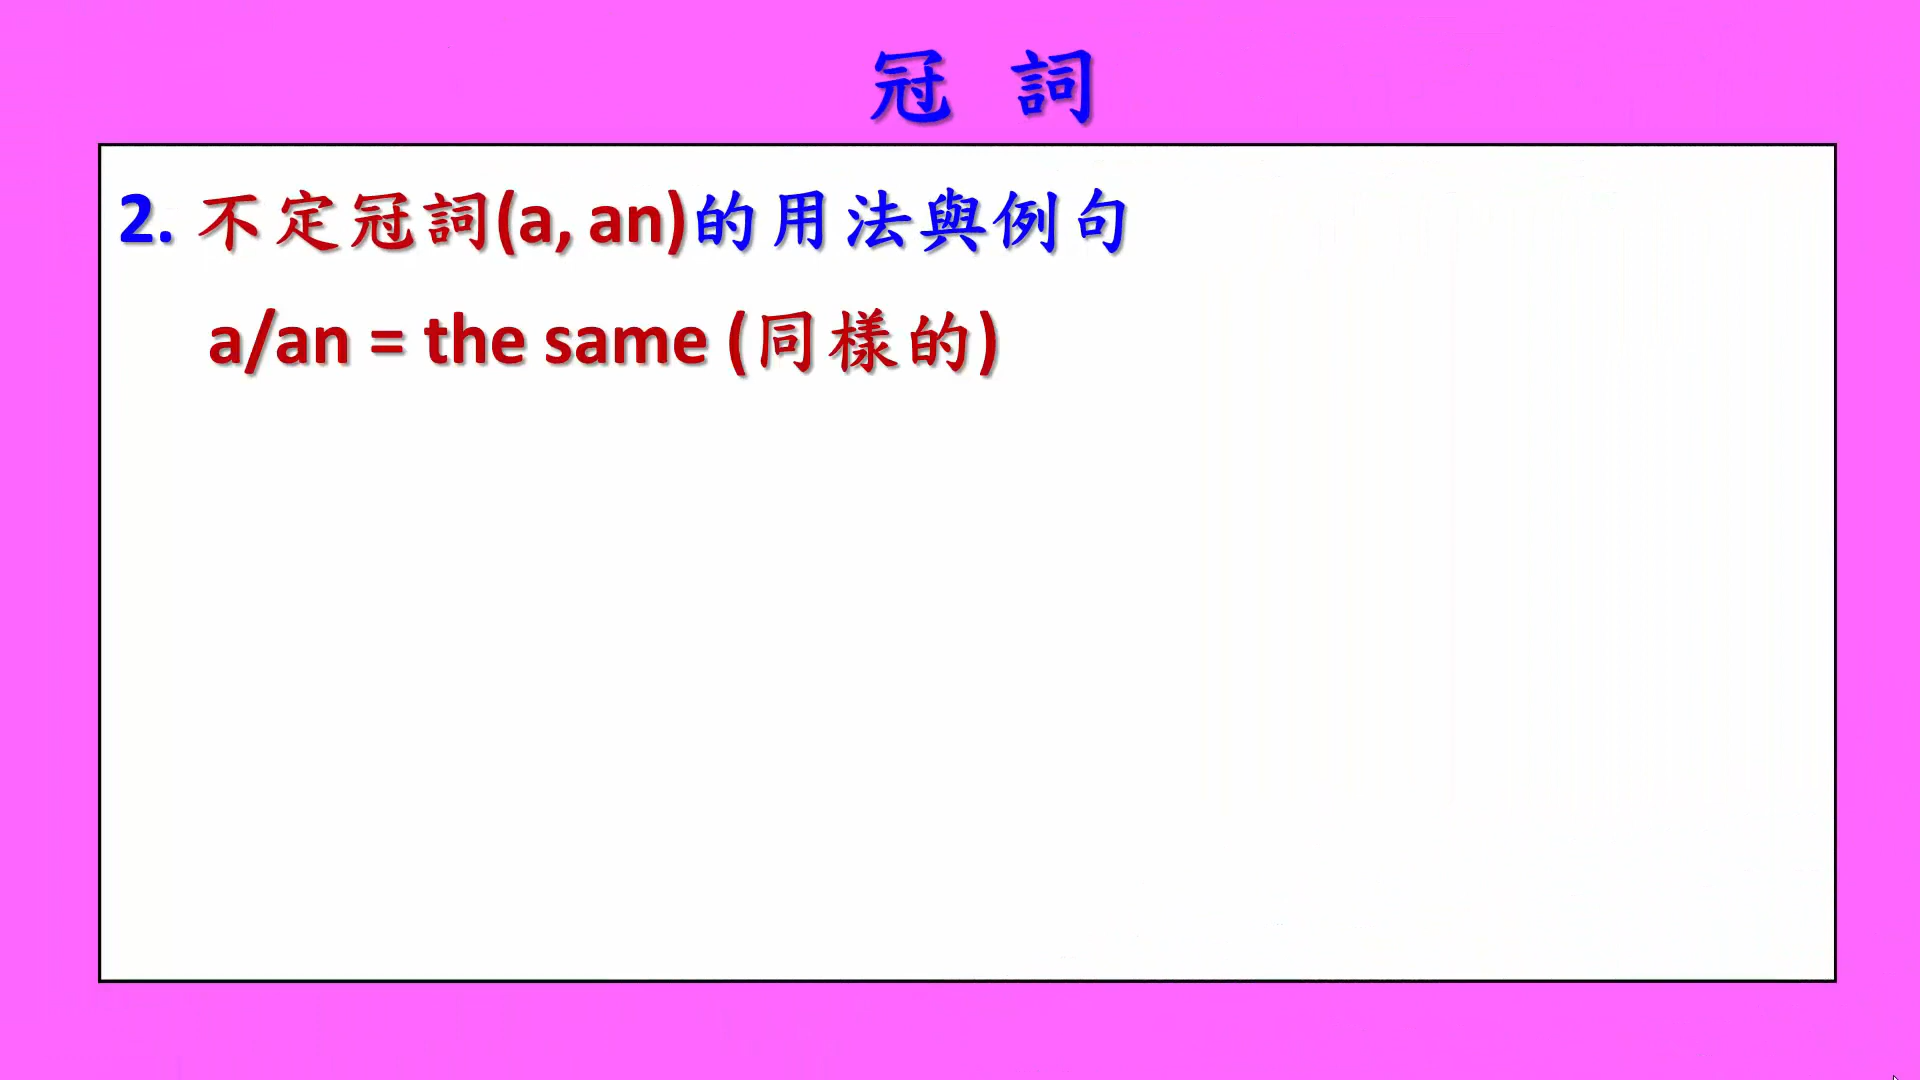 冠 詞
2. 不定冠詞(a, an)的用法與例句
a/an = the same (同樣的)